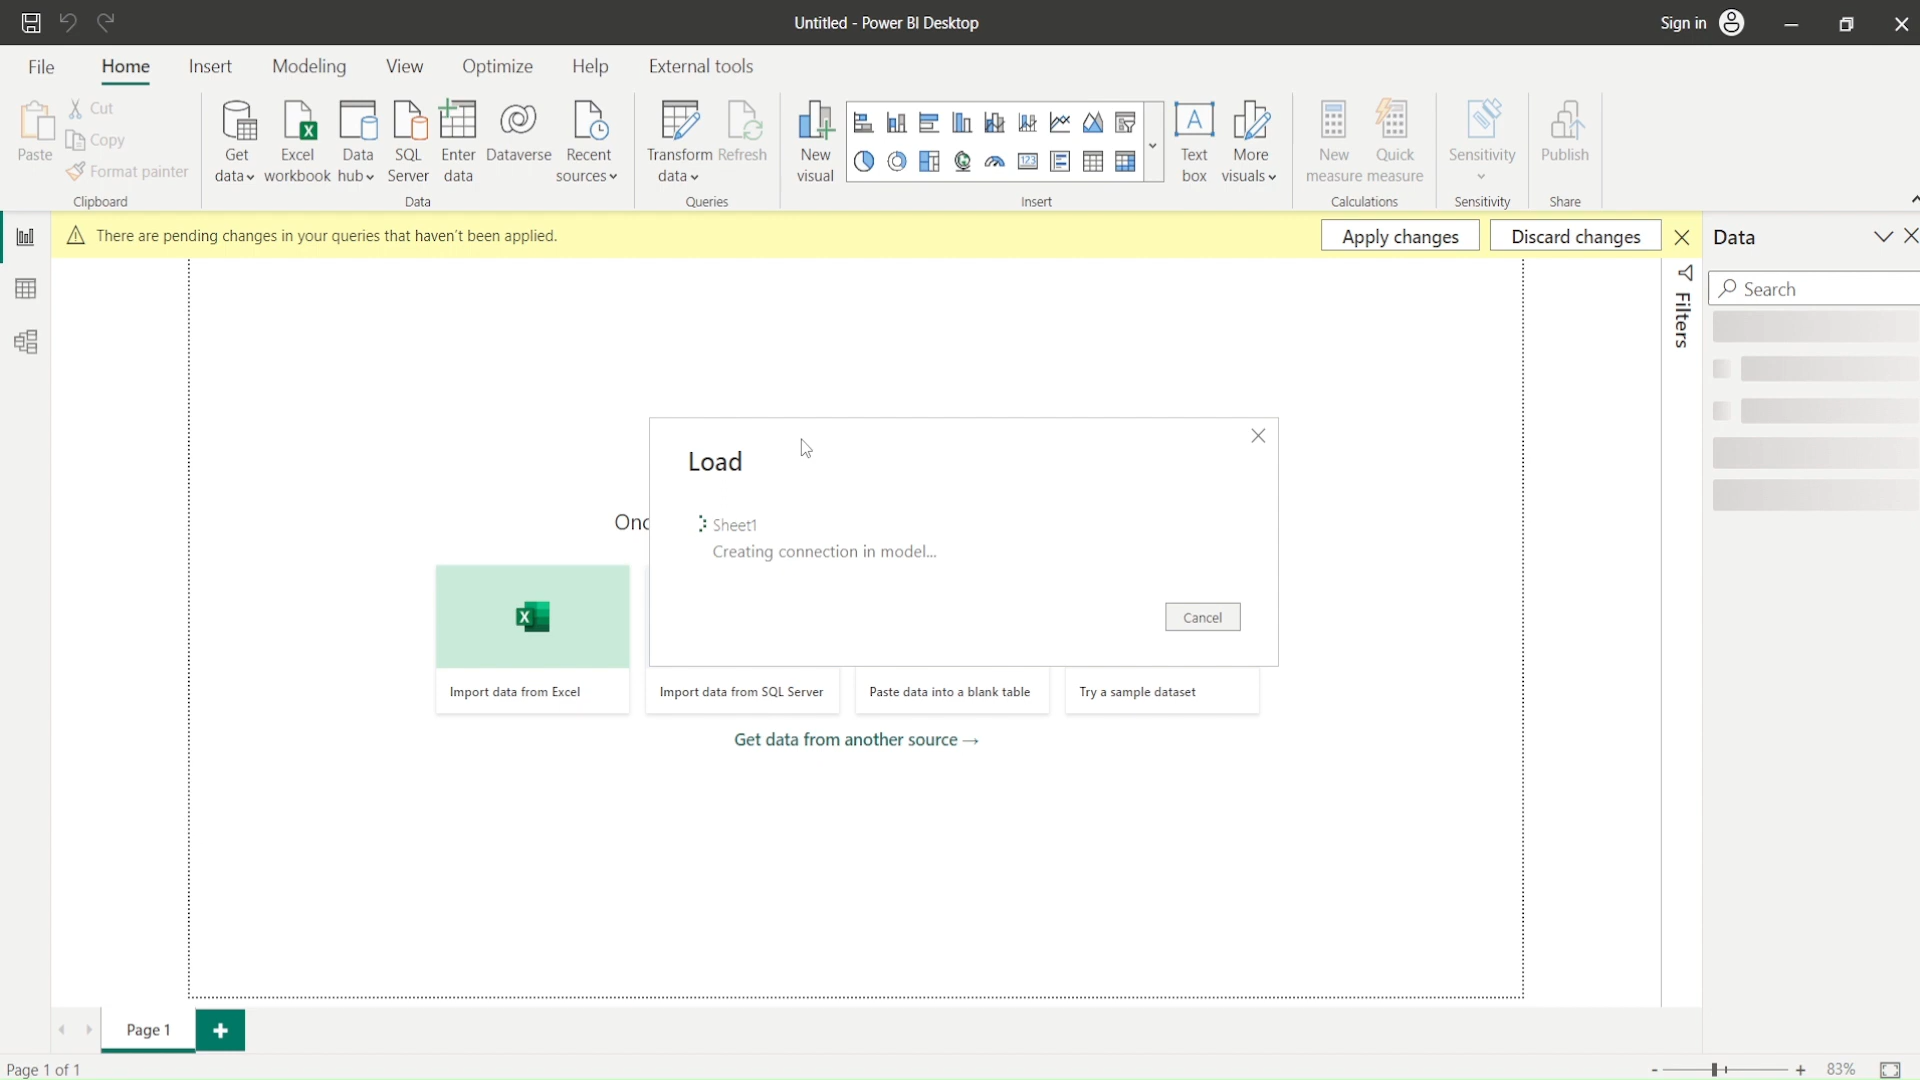 Untitled - Power BI Desktop
Sign in
File Home Insert Modeling View Optimize Help External tools
Paste
Cut
Copy
Format painter
Clipboard
Get data
Excel workbook
Data hub
SQL Server
Enter data
Dataverse
Recent sources
Data
Transform data
Refresh
Queries
New visual
Insert
Text box
More visuals
New measure
Quick measure
Calculations
Sensitivity
Sensitivity
Publish
Share
There are pending changes in your queries that haven't been applied.
Apply changes
Discard changes
Data
Search
Filters
Load
Sheet1
Creating connection in model...
Cancel
Onc
Import data from Excel
Import data from SQL Server
Paste data into a blank table
Try a sample dataset
Get data from another source →
Page 1
Page 1 of 1
- + 83%